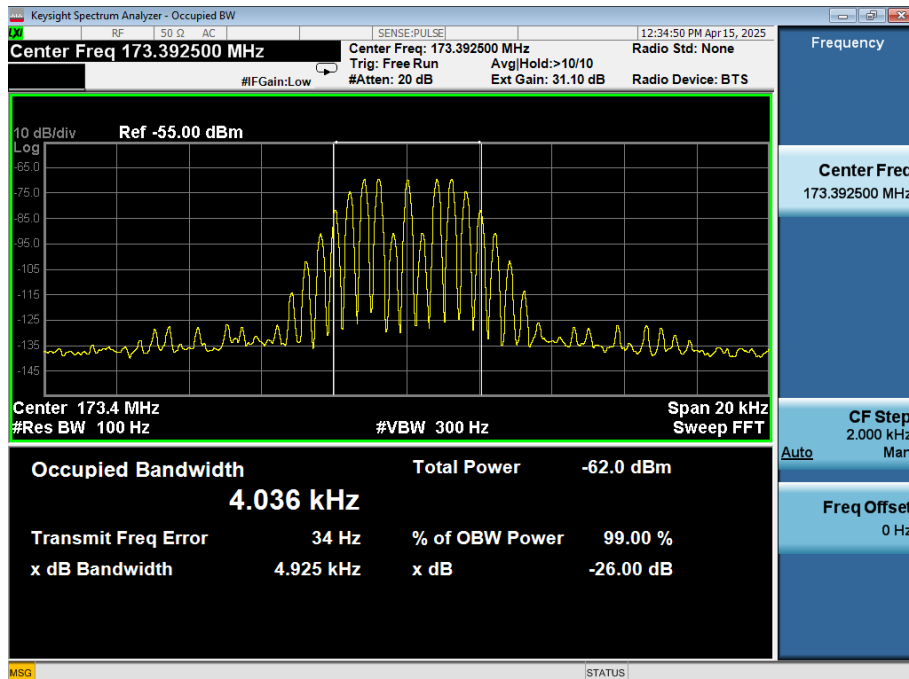 Keysight Spectrum Analyzer - Occupied BW
LXI RF 50 Ω AC SENSE:PULSE 12:34:50 PM Apr 15, 2025
Center Freq 173.392500 MHz
Center Freq: 173.392500 MHz Radio Std: None
Trig: Free Run Avg|Hold:>10/10
#IFGain:Low #Atten: 20 dB Ext Gain: 31.10 dB Radio Device: BTS
10 dB/div Ref -55.00 dBm
Log
-65.0
-75.0
-85.0
-95.0
-105
-115
-125
-135
-145
Center 173.4 MHz Span 20 kHz
#Res BW 100 Hz #VBW 300 Hz Sweep FFT
Occupied Bandwidth Total Power -62.0 dBm
4.036 kHz
Transmit Freq Error 34 Hz % of OBW Power 99.00 %
x dB Bandwidth 4.925 kHz x dB -26.00 dB
Frequency
Center Freq
173.392500 MHz
CF Step
2.000 kHz
Auto Man
Freq Offset
0 Hz
MSG STATUS